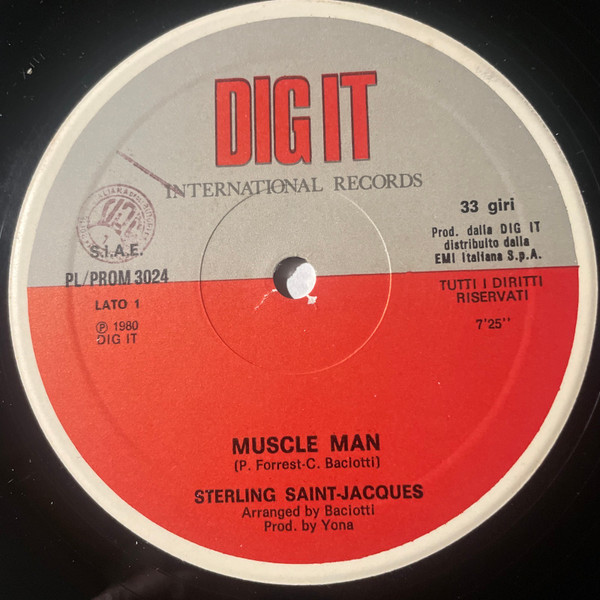 DIG IT
INTERNATIONAL RECORDS
33 giri
Prod. dalla DIG IT
distribuito dalla
EMI Italiana S.p.A.
S.I.A.E.
PL/PROM 3024
LATO 1
℗ 1980
DIG IT
TUTTI I DIRITTI
RISERVATI
7'25''
MUSCLE MAN
(P. Forrest-C. Baciotti)
STERLING SAINT-JACQUES
Arranged by Baciotti
Prod. by Yona